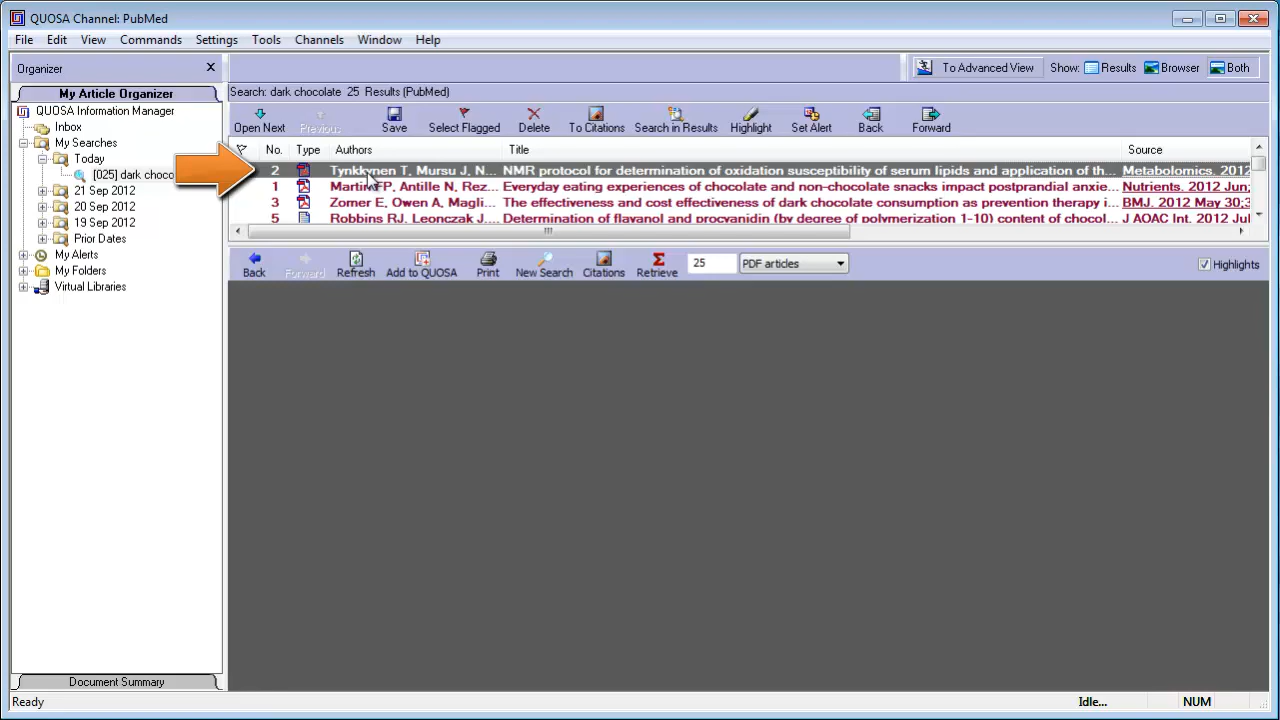 QUOSA Channel: PubMed
File Edit View Commands Settings Tools Channels Window Help
Organizer X
To Advanced View Show: Results Browser Both
My Article Organizer
Search: dark chocolate 25 Results (PubMed)
QUOSA Information Manager
Inbox
My Searches
Today
[025] dark choco
21 Sep 2012
20 Sep 2012
19 Sep 2012
Prior Dates
My Alerts
My Folders
Virtual Libraries
Open Next Previous Save Select Flagged Delete To Citations Search in Results Highlight Set Alert Back Forward
No. Type Authors Title Source
2 Tynkkynen T, Mursu J, N... NMR protocol for determination of oxidation susceptibility of serum lipids and application of th... Metabolomics. 2012
1 Martin FP, Antille N, Rez... Everyday eating experiences of chocolate and non-chocolate snacks impact postprandial anxie... Nutrients. 2012 Jun;
3 Zomer E, Owen A, Magli... The effectiveness and cost effectiveness of dark chocolate consumption as prevention therapy i... BMJ. 2012 May 30;3
5 Robbins RJ, Leonczak J.... Determination of flavanol and procyanidin (by degree of polymerization 1-10) content of chocol... J AOAC Int. 2012 Jul
Back Forward Refresh Add to QUOSA Print New Search Citations Retrieve 25 PDF articles Highlights
Document Summary
Ready Idle... NUM